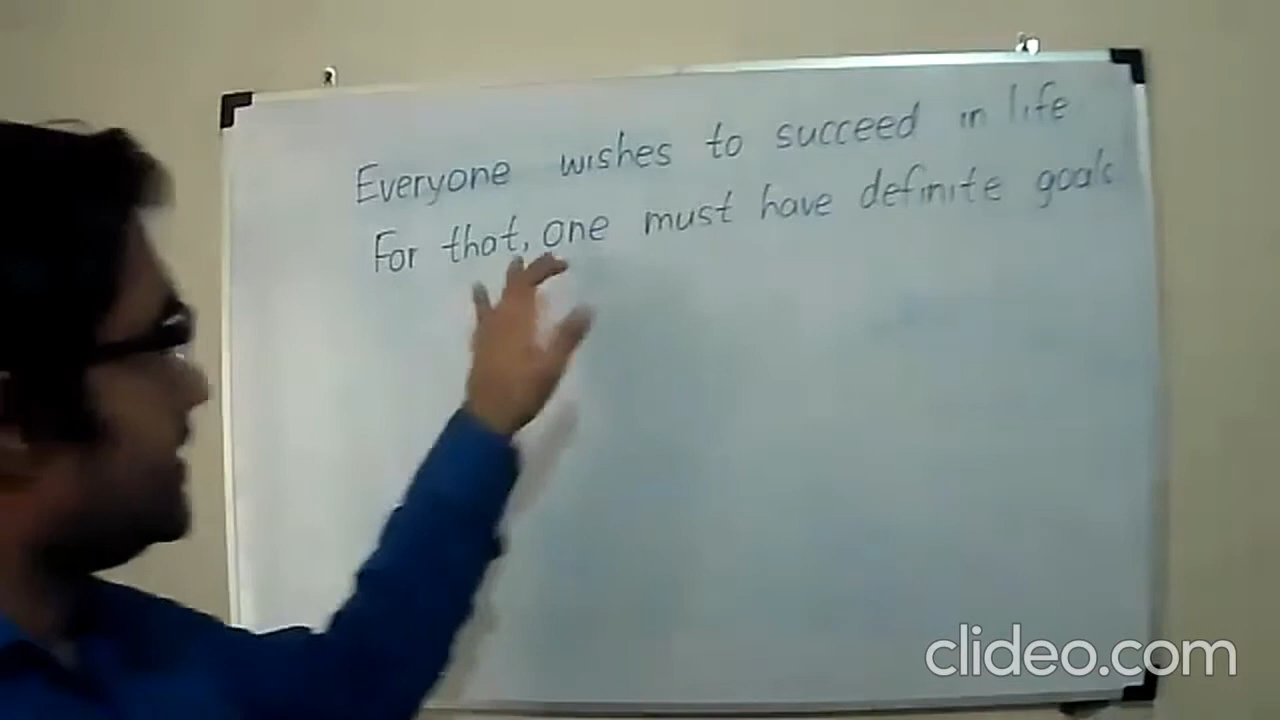 Everyone wishes to succeed in life
For that, one must have definite goals
clideo.com